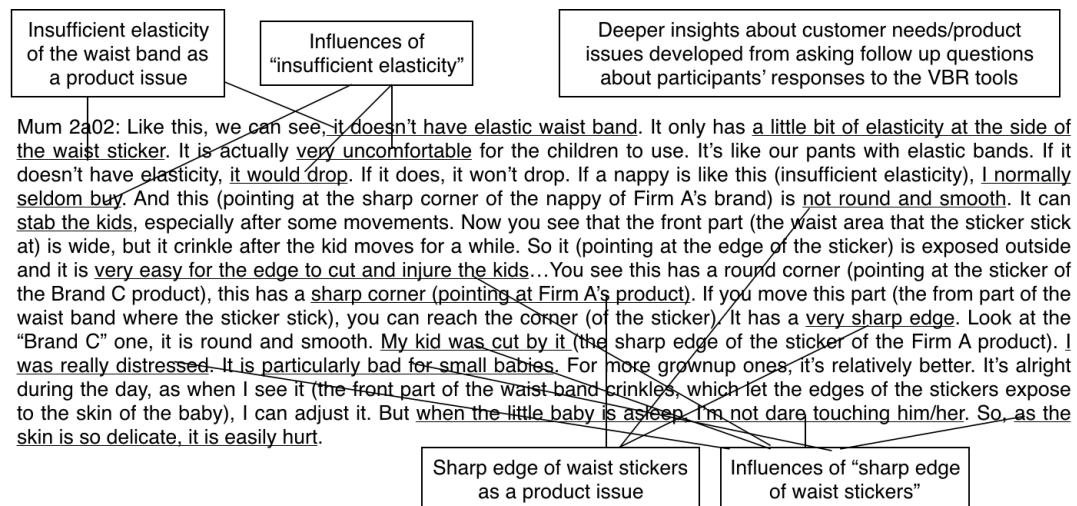 Insufficient elasticity
of the waist band as
a product issue
Influences of
“insufficient elasticity”
Deeper insights about customer needs/product
issues developed from asking follow up questions
about participants’ responses to the VBR tools
Mum 2a02: Like this, we can see, it doesn’t have elastic waist band. It only has a little bit of elasticity at the side of
the waist sticker. It is actually very uncomfortable for the children to use. It’s like our pants with elastic bands. If it
doesn’t have elasticity, it would drop. If it does, it won’t drop. If a nappy is like this (insufficient elasticity), I normally
seldom buy. And this (pointing at the sharp corner of the nappy of Firm A’s brand) is not round and smooth. It can
stab the kids, especially after some movements. Now you see that the front part (the waist area that the sticker stick
at) is wide, but it crinkle after the kid moves for a while. So it (pointing at the edge of the sticker) is exposed outside
and it is very easy for the edge to cut and injure the kids…You see this has a round corner (pointing at the sticker of
the Brand C product), this has a sharp corner (pointing at Firm A’s product). If you move this part (the from part of the
waist band where the sticker stick), you can reach the corner (of the sticker). It has a very sharp edge. Look at the
“Brand C” one, it is round and smooth. My kid was cut by it (the sharp edge of the sticker of the Firm A product). I
was really distressed. It is particularly bad for small babies. For more grownup ones, it’s relatively better. It’s alright
during the day, as when I see it (the front part of the waist band crinkles, which let the edges of the stickers expose
to the skin of the baby), I can adjust it. But when the little baby is asleep, I’m not dare touching him/her. So, as the
skin is so delicate, it is easily hurt.
Sharp edge of waist stickers
as a product issue
Influences of “sharp edge
of waist stickers”